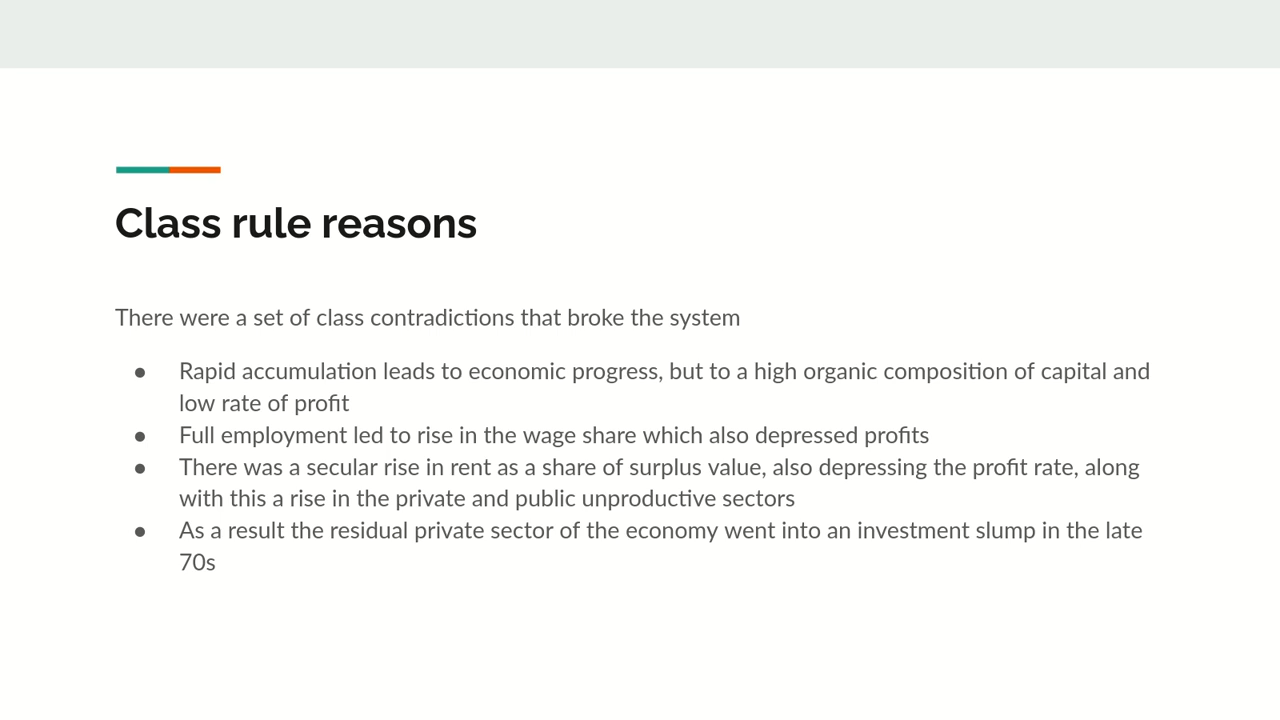 Class rule reasons
There were a set of class contradictions that broke the system
● Rapid accumulation leads to economic progress, but to a high organic composition of capital and
low rate of profit
● Full employment led to rise in the wage share which also depressed profits
● There was a secular rise in rent as a share of surplus value, also depressing the profit rate, along
with this a rise in the private and public unproductive sectors
● As a result the residual private sector of the economy went into an investment slump in the late
70s